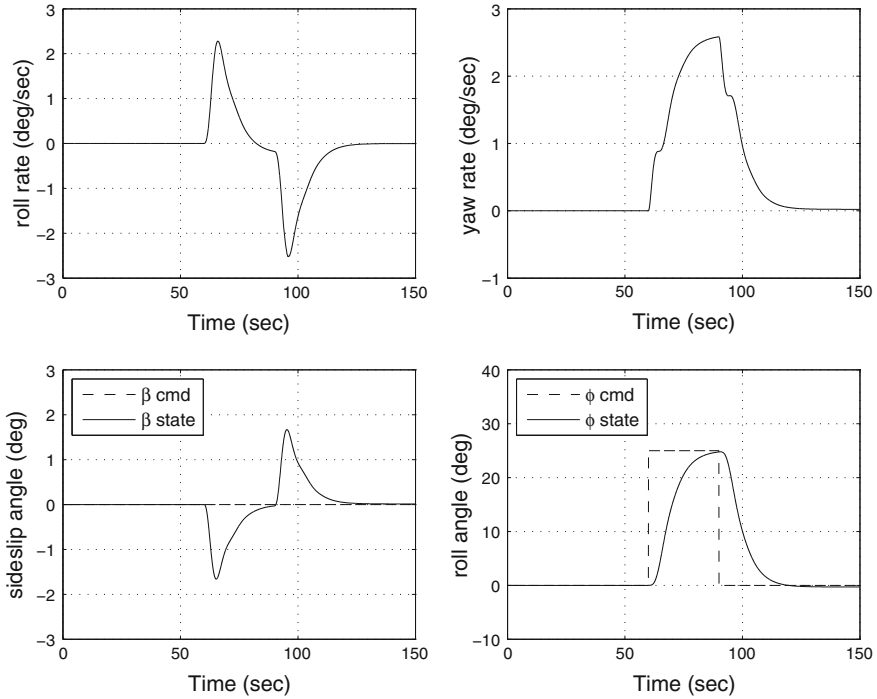 3
2
1
0
−1
−2
−3
roll rate (deg/sec)
0 50 100 150
Time (sec)
3
2
1
0
−1
yaw rate (deg/sec)
0 50 100 150
Time (sec)
3
2
1
0
−1
−2
−3
sideslip angle (deg)
β cmd
β state
0 50 100 150
Time (sec)
40
30
20
10
0
−10
roll angle (deg)
ϕ cmd
ϕ state
0 50 100 150
Time (sec)